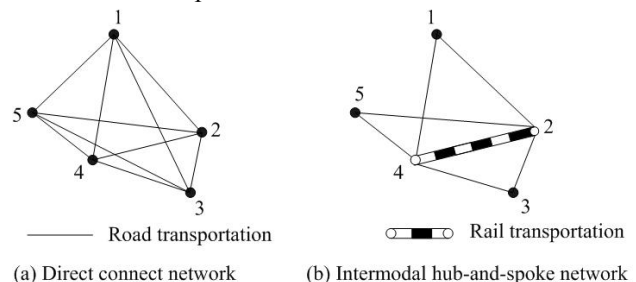 1
5
2
4
3
Road transportation
(a) Direct connect network
1
5
2
4
3
Rail transportation
(b) Intermodal hub-and-spoke network